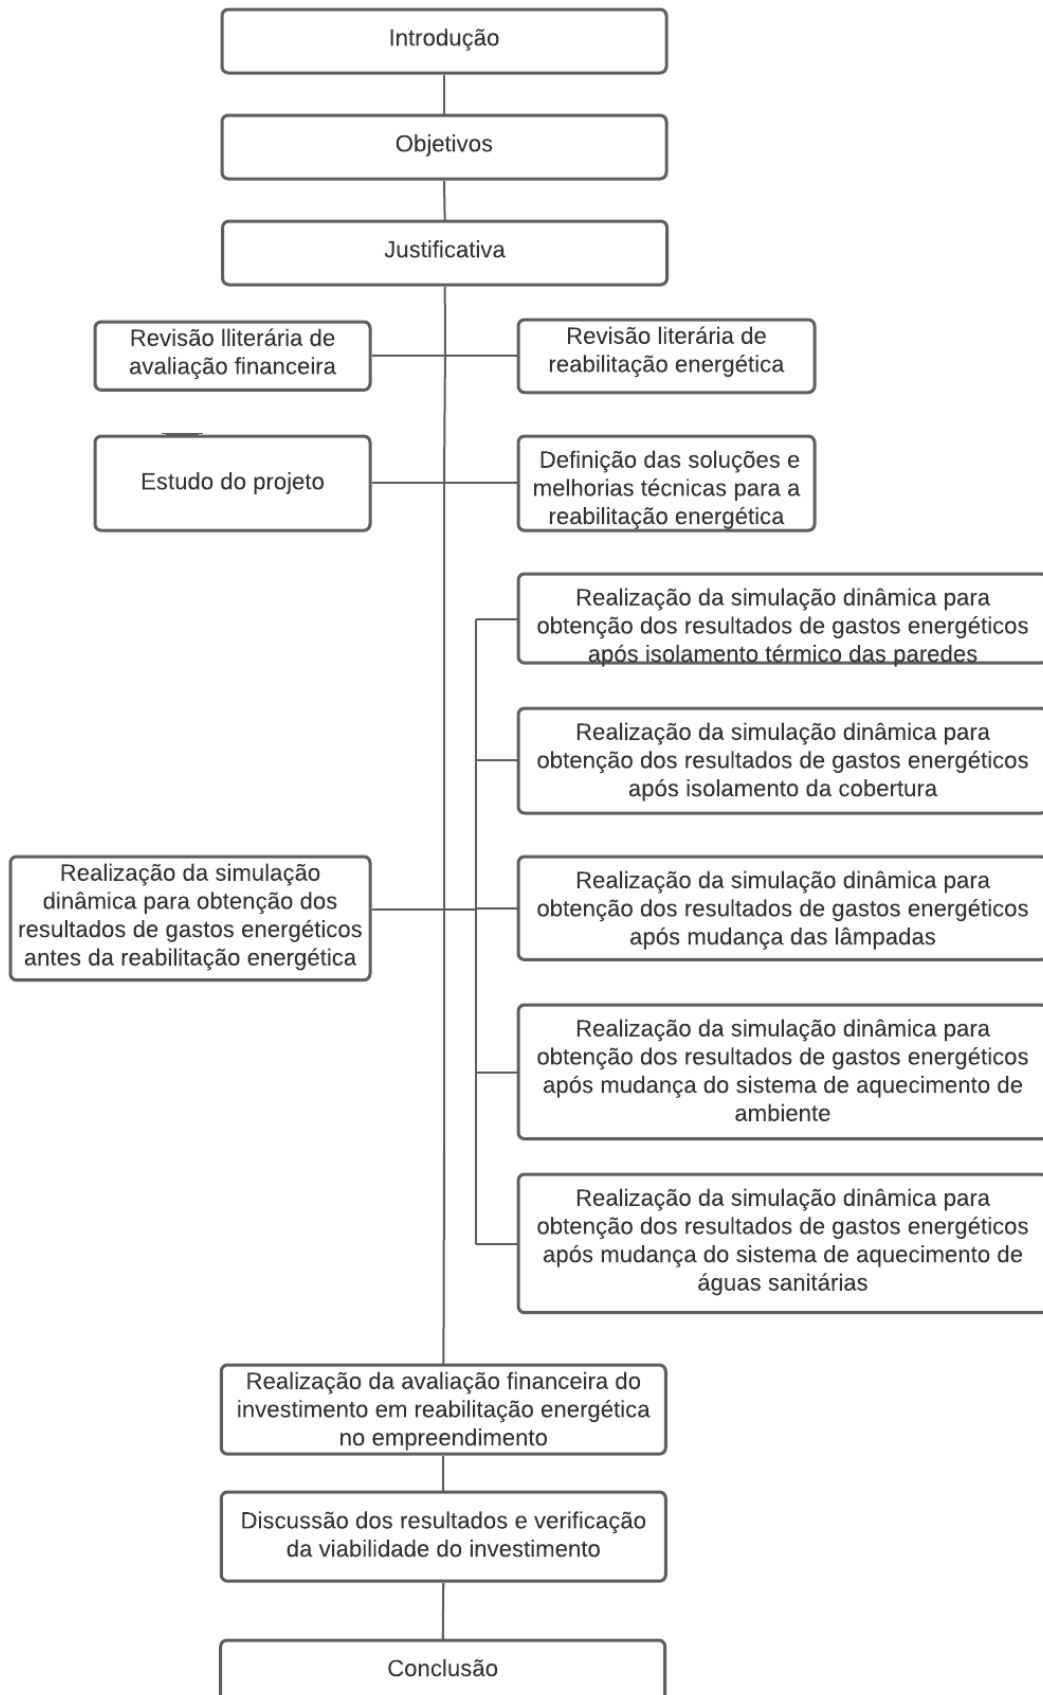 Introdução
Objetivos
Justificativa
Revisão lliterária de
avaliação financeira
Revisão literária de
reabilitação energética
Estudo do projeto
Definição das soluções e
melhorias técnicas para a
reabilitação energética
Realização da simulação dinâmica para
obtenção dos resultados de gastos energéticos
após isolamento térmico das paredes
Realização da simulação dinâmica para
obtenção dos resultados de gastos energéticos
após isolamento da cobertura
Realização da simulação
dinâmica para obtenção dos
resultados de gastos energéticos
antes da reabilitação energética
Realização da simulação dinâmica para
obtenção dos resultados de gastos energéticos
após mudança das lâmpadas
Realização da simulação dinâmica para
obtenção dos resultados de gastos energéticos
após mudança do sistema de aquecimento de
ambiente
Realização da simulação dinâmica para
obtenção dos resultados de gastos energéticos
após mudança do sistema de aquecimento de
águas sanitárias
Realização da avaliação financeira do
investimento em reabilitação energética
no empreendimento
Discussão dos resultados e verificação
da viabilidade do investimento
Conclusão